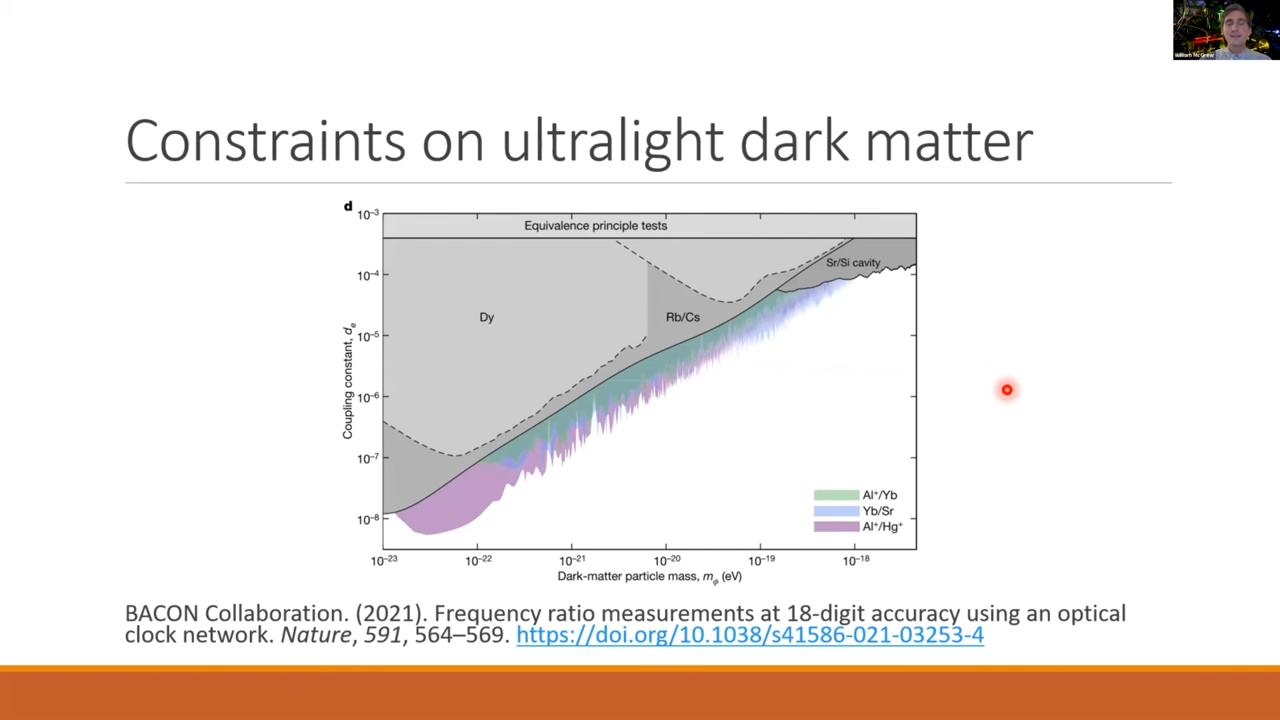 William McGrew
Constraints on ultralight dark matter
d
10⁻³
Equivalence principle tests
Sr/Si cavity
10⁻⁴
Dy
Rb/Cs
10⁻⁵
Coupling constant, dₑ
10⁻⁶
10⁻⁷
Al⁺/Yb
Yb/Sr
10⁻⁸
Al⁺/Hg⁺
10⁻²³ 10⁻²² 10⁻²¹ 10⁻²⁰ 10⁻¹⁹ 10⁻¹⁸
Dark-matter particle mass, mᵩ (eV)
BACON Collaboration. (2021). Frequency ratio measurements at 18-digit accuracy using an optical
clock network. Nature, 591, 564–569. https://doi.org/10.1038/s41586-021-03253-4